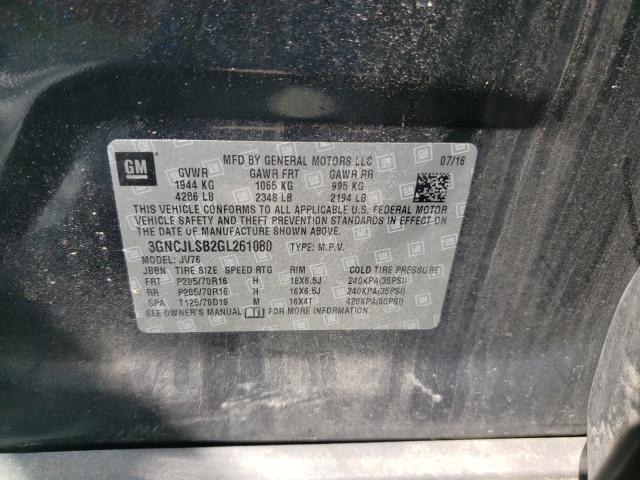 GM
MFD BY GENERAL MOTORS LLC 07/16
GVWR GAWR FRT GAWR RR
1944 KG 1065 KG 995 KG
4286 LB 2348 LB 2194 LB
THIS VEHICLE CONFORMS TO ALL APPLICABLE U.S. FEDERAL MOTOR
VEHICLE SAFETY AND THEFT PREVENTION STANDARDS IN EFFECT ON
THE DATE OF MANUFACTURE SHOWN ABOVE.
3GNCJLSB2GL261080 TYPE: M.P.V.
MODEL: JV76
JBBN TIRE SIZE SPEED RTG RIM COLD TIRE PRESSURE
FRT P205/70R16 H 16X6.5J 240KPA(35PSI)
RR P205/70R16 H 16X6.5J 240KPA(35PSI)
SPA T125/70D16 M 16X4T 420KPA(60PSI)
SEE OWNER'S MANUAL FOR MORE INFORMATION.